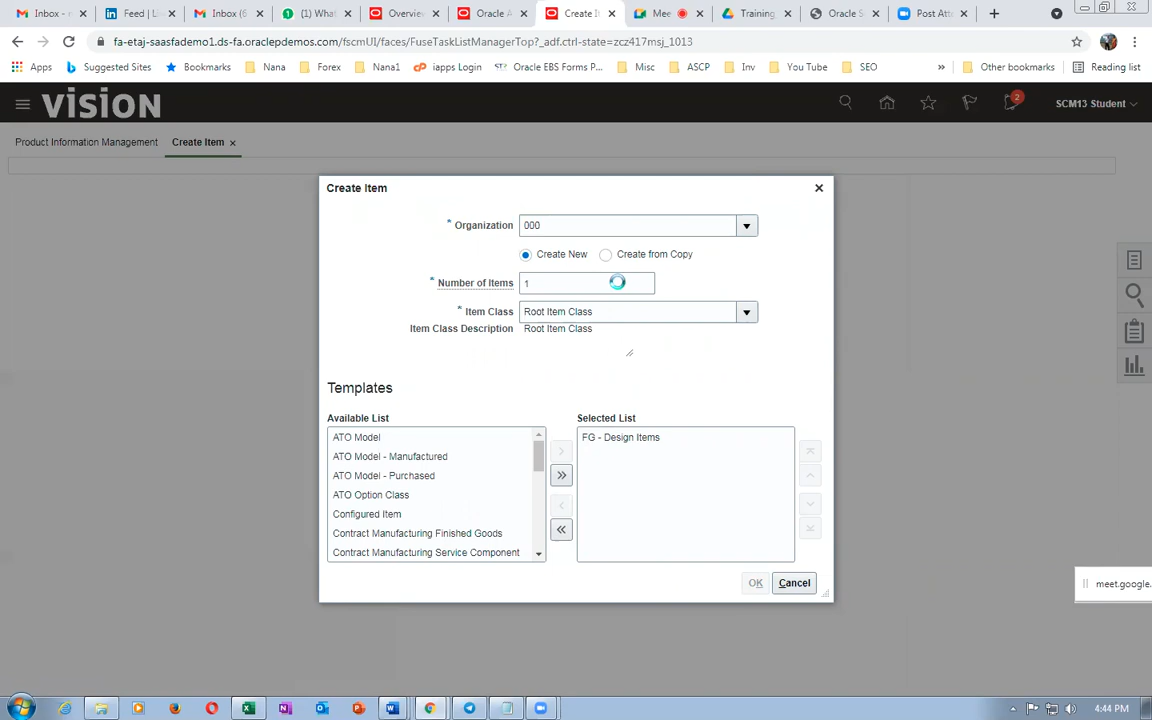 Inbox - r
Feed | Lin
Inbox (6
(1) What
Overview
Oracle A
Create It
Mee
Training
Oracle S
Post Atte
fa-etaj-saasfademo1.ds-fa.oraclepdemos.com/fscmUI/faces/FuseTaskListManagerTop?_adf.ctrl-state=zcz417msj_1013
Apps
Suggested Sites
Bookmarks
Nana
Forex
Nana1
iapps Login
Oracle EBS Forms P...
Misc
ASCP
Inv
You Tube
SEO
»
Other bookmarks
Reading list
VISION
2
SCM13 Student
Product Information Management
Create Item
Create Item
* Organization 000
Create New Create from Copy
* Number of Items 1
* Item Class Root Item Class
Item Class Description Root Item Class
Templates
Available List
Selected List
ATO Model
ATO Model - Manufactured
ATO Model - Purchased
ATO Option Class
Configured Item
Contract Manufacturing Finished Goods
Contract Manufacturing Service Component
FG - Design Items
OK Cancel
meet.google.
4:44 PM